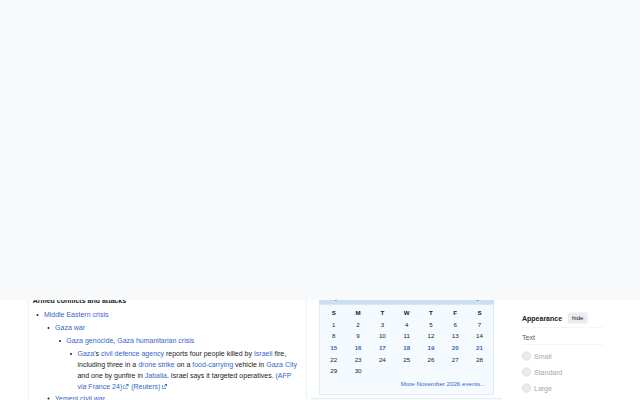 Armed conflicts and attacks
Middle Eastern crisis
Gaza war
Gaza genocide, Gaza humanitarian crisis
Gaza's civil defence agency reports four people killed by Israeli fire,
including three in a drone strike on a food-carrying vehicle in Gaza City
and one by gunfire in Jabalia. Israel says it targeted operatives. (AFP
via France 24) (Reuters)
Yemeni civil war
S M T W T F S
1 2 3 4 5 6 7
8 9 10 11 12 13 14
15 16 17 18 19 20 21
22 23 24 25 26 27 28
29 30
More November 2026 events...
Appearance hide
Text
Small
Standard
Large